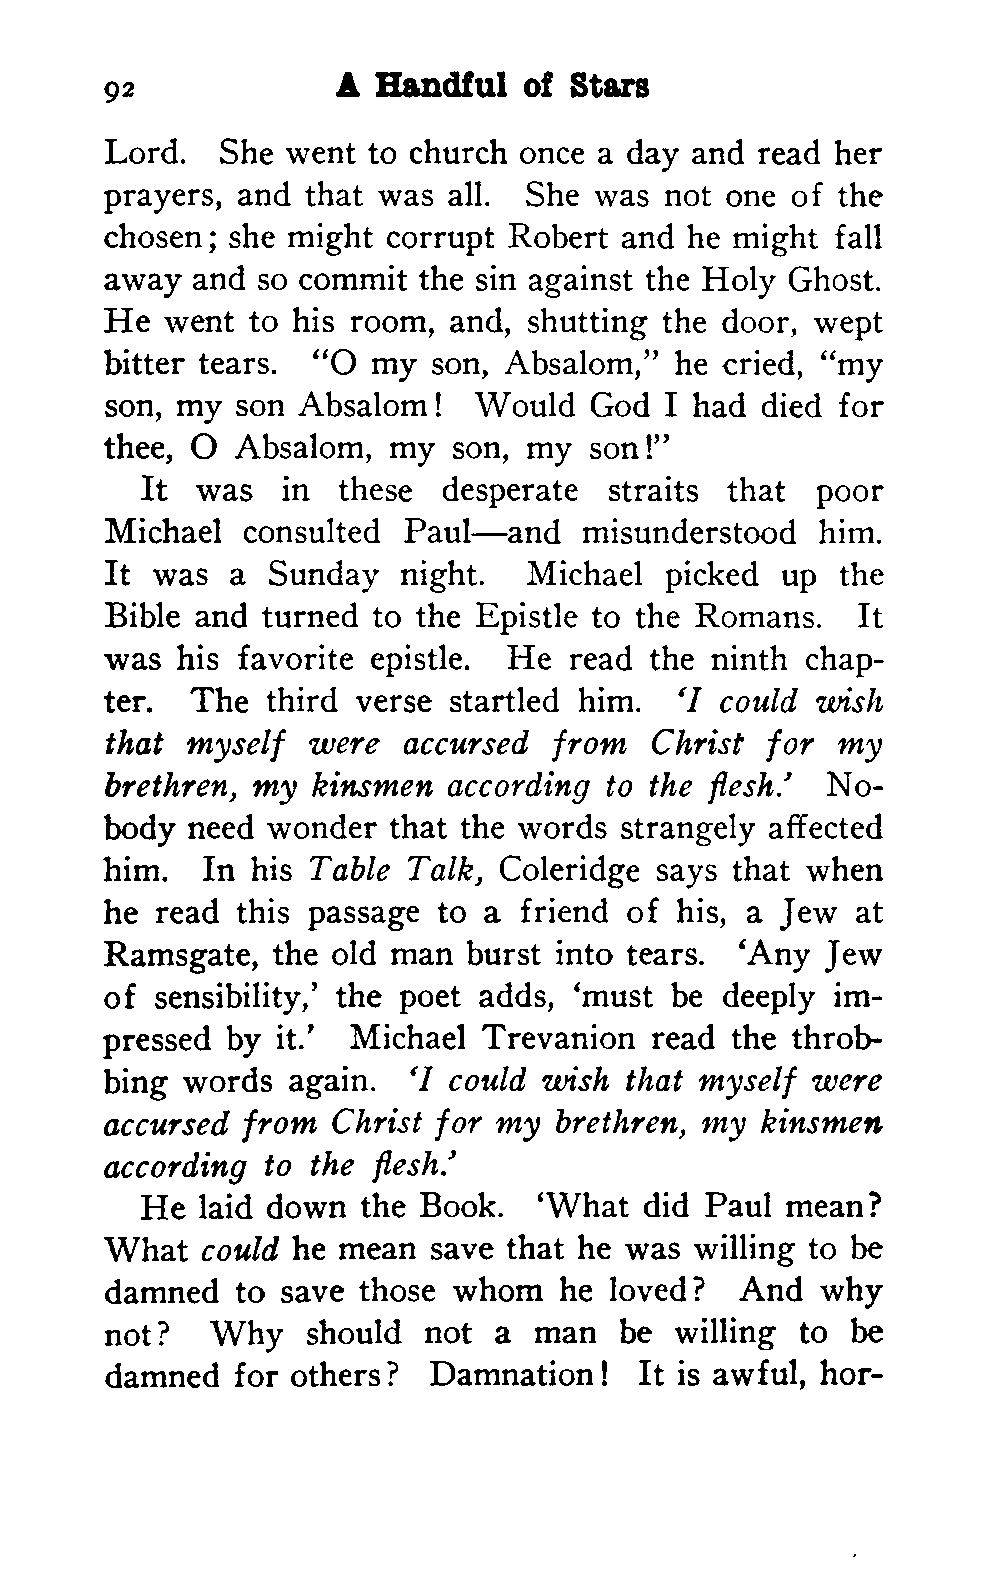 92 A Handful of Stars
Lord. She went to church once a day and read her
prayers, and that was all. She was not one of the
chosen; she might corrupt Robert and he might fall
away and so commit the sin against the Holy Ghost.
He went to his room, and, shutting the door, wept
bitter tears. “O my son, Absalom,” he cried, “my
son, my son Absalom! Would God I had died for
thee, O Absalom, my son, my son!”
It was in these desperate straits that poor
Michael consulted Paul—and misunderstood him.
It was a Sunday night. Michael picked up the
Bible and turned to the Epistle to the Romans. It
was his favorite epistle. He read the ninth chap-
ter. The third verse startled him. ‘I could wish
that myself were accursed from Christ for my
brethren, my kinsmen according to the flesh.’ No-
body need wonder that the words strangely affected
him. In his Table Talk, Coleridge says that when
he read this passage to a friend of his, a Jew at
Ramsgate, the old man burst into tears. ‘Any Jew
of sensibility,’ the poet adds, ‘must be deeply im-
pressed by it.’ Michael Trevanion read the throb-
bing words again. ‘I could wish that myself were
accursed from Christ for my brethren, my kinsmen
according to the flesh.’
He laid down the Book. ‘What did Paul mean?
What could he mean save that he was willing to be
damned to save those whom he loved? And why
not? Why should not a man be willing to be
damned for others? Damnation! It is awful, hor-